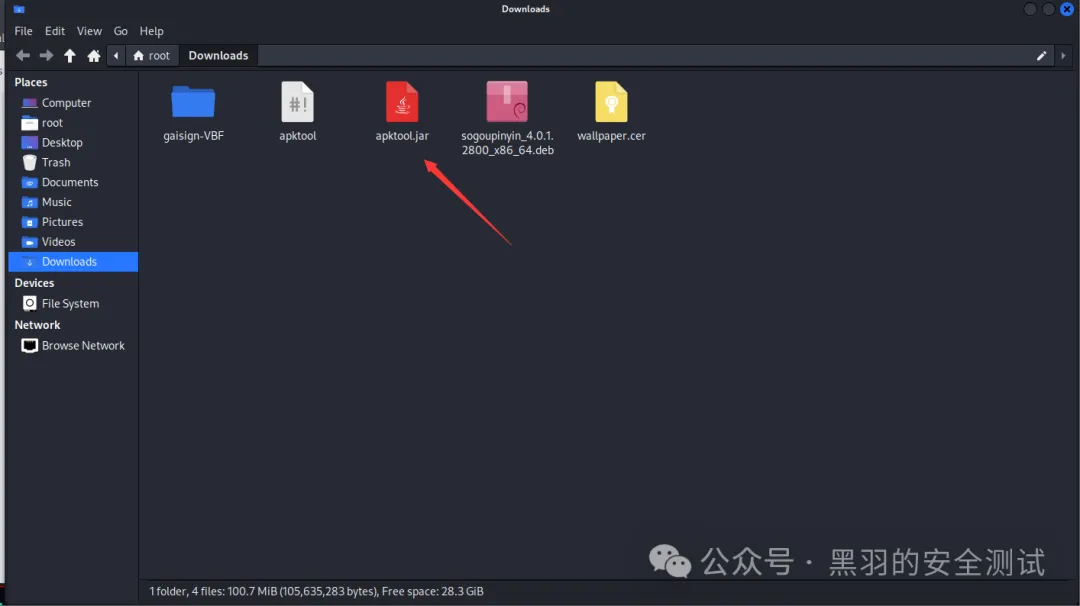 Downloads
File Edit View Go Help
root Downloads
Places
Computer
root
Desktop
Trash
Documents
Music
Pictures
Videos
Downloads
Devices
File System
Network
Browse Network
gaisign-VBF
#!
apktool
apktool.jar
sogoupinyin_4.0.1.
2800_x86_64.deb
wallpaper.cer
公众号 · 黑羽的安全测试
1 folder, 4 files: 100.7 MiB (105,635,283 bytes), Free space: 28.3 GiB